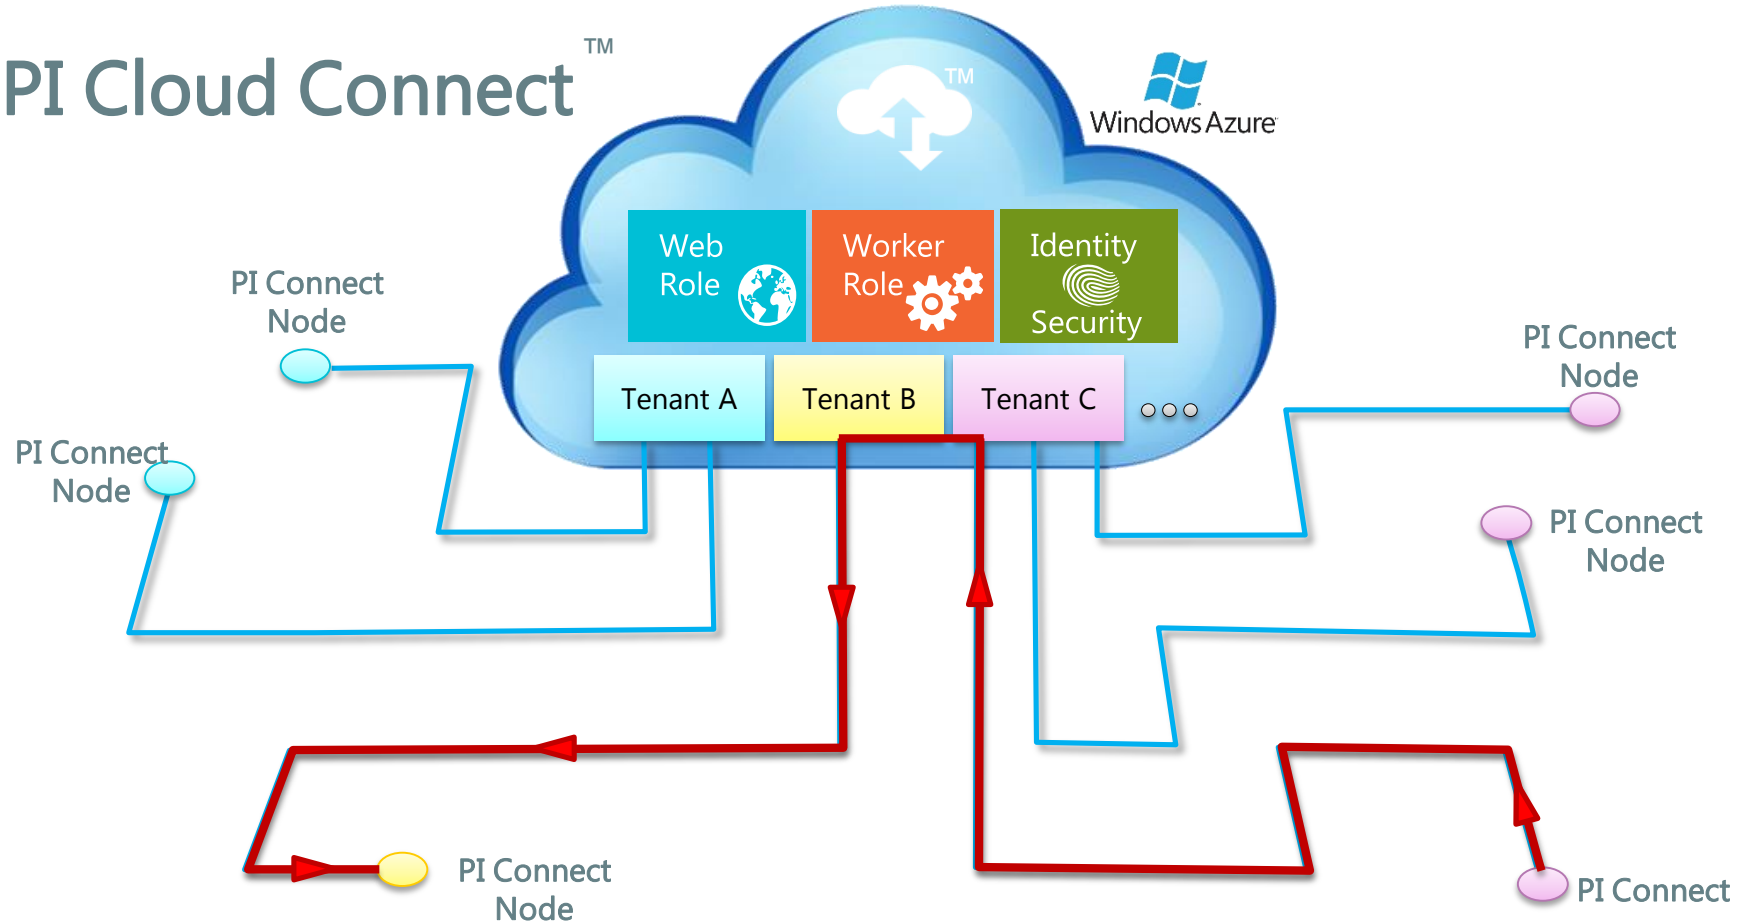 PI Cloud Connect™
™
Windows Azure
Web
Role
Worker
Role
Identity
Security
PI Connect
Node
PI Connect
Node
Tenant A
Tenant B
Tenant C
PI Connect
Node
PI Connect
Node
PI Connect
Node
PI Connect